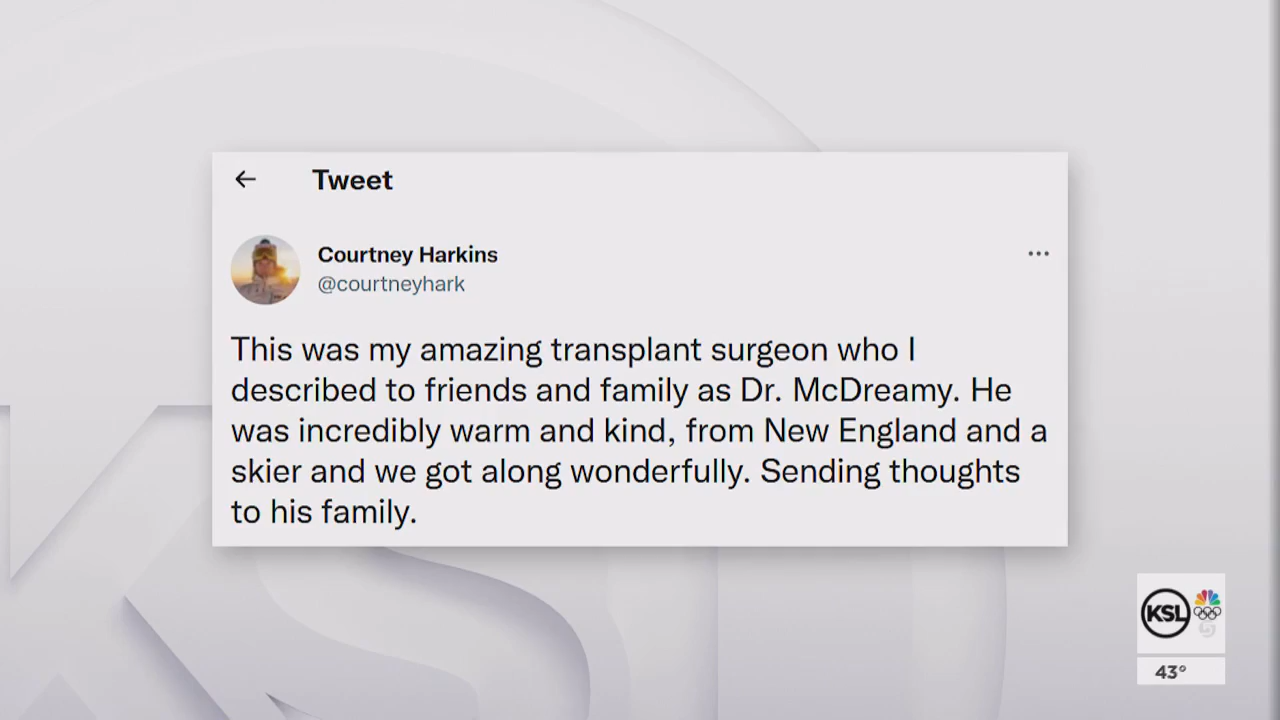 Tweet
Courtney Harkins
@courtneyhark
This was my amazing transplant surgeon who I
described to friends and family as Dr. McDreamy. He
was incredibly warm and kind, from New England and a
skier and we got along wonderfully. Sending thoughts
to his family.
KSL
5
43°